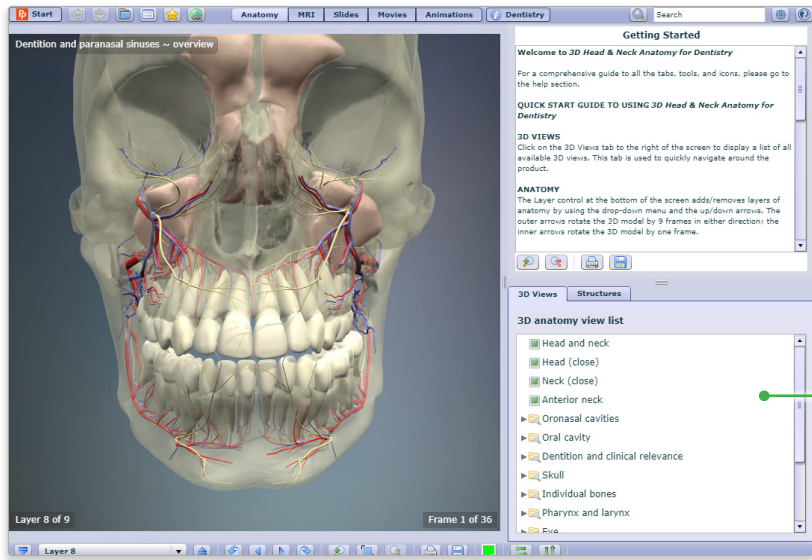 Start
Anatomy MRI Slides Movies Animations Dentistry
Search
Dentition and paranasal sinuses ~ overview
Layer 8 of 9
Frame 1 of 36
Layer 8
Getting Started
Welcome to 3D Head & Neck Anatomy for Dentistry
For a comprehensive guide to all the tabs, tools, and icons, please go to
the help section.
QUICK START GUIDE TO USING 3D Head & Neck Anatomy for
Dentistry
3D VIEWS
Click on the 3D Views tab to the right of the screen to display a list of all
available 3D views. This tab is used to quickly navigate around the
product.
ANATOMY
The Layer control at the bottom of the screen adds/removes layers of
anatomy by using the drop-down menu and the up/down arrows. The
outer arrows rotate the 3D model by 9 frames in either direction; the
inner arrows rotate the 3D model by one frame.
3D Views Structures
3D anatomy view list
Head and neck
Head (close)
Neck (close)
Anterior neck
Oronasal cavities
Oral cavity
Dentition and clinical relevance
Skull
Individual bones
Pharynx and larynx
Eye